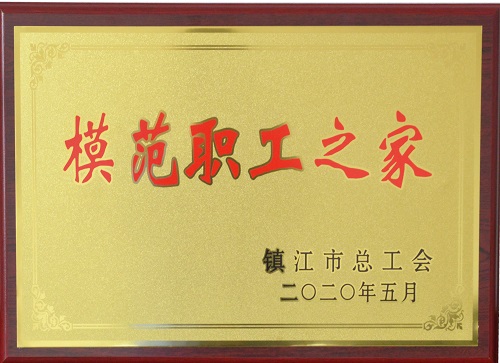 模范职工之家
镇江市总工会
二〇二〇年五月